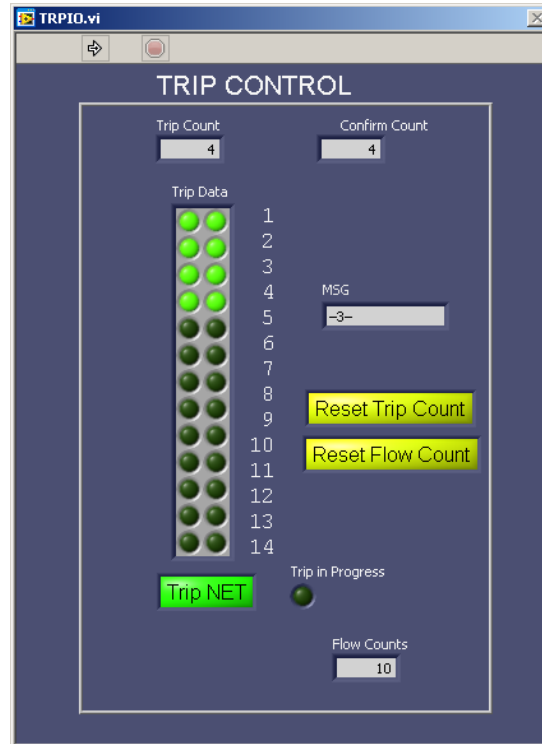 TRPIO.vi
TRIP CONTROL
Trip Count
Confirm Count
4
4
Trip Data
1
2
3
4
5
6
7
8
9
10
11
12
13
14
MSG
-3-
Reset Trip Count
Reset Flow Count
Trip NET
Trip in Progress
Flow Counts
10